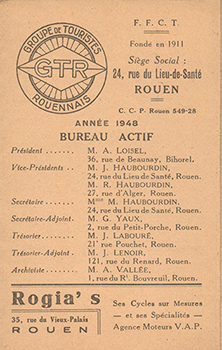 GROUPE DE TOURISTES
GTR
ROUENNAIS
F. F. C. T.
Fondé en 1911
Siège Social :
24, rue du Lieu-de-Santé
ROUEN
C. C. P. Rouen 549-28
ANNÉE 1948
BUREAU ACTIF
Président ....... M. A. LOISEL,
36, rue de Beaunay, Bihorel.
Vice-Présidents .. M. J. HAUBOURDIN,
24, rue du Lieu de Santé, Rouen.
M. R. HAUBOURDIN,
27, rue d'Alger, Rouen.
Secrétaire ...... Mme M. HAUBOURDIN,
24, rue du Lieu de Santé, Rouen.
Secrétaire-Adjoint. M. G. YAUX,
2, rue du Petit-Porche, Rouen.
Trésorier ....... M. J. LABOURÉ,
21 rue Pouchet, Rouen.
Trésorier-Adjoint. M. J. LENOIR,
121, rue du Renard, Rouen.
Archiviste ...... M. A. VALLÉE,
1, rue du Rt. Bouvreuil, Rouen.
Rogia's
35, rue du Vieux-Palais
ROUEN
Ses Cycles sur Mesures
et ses Spécialités
Agence Moteurs V.A.P.